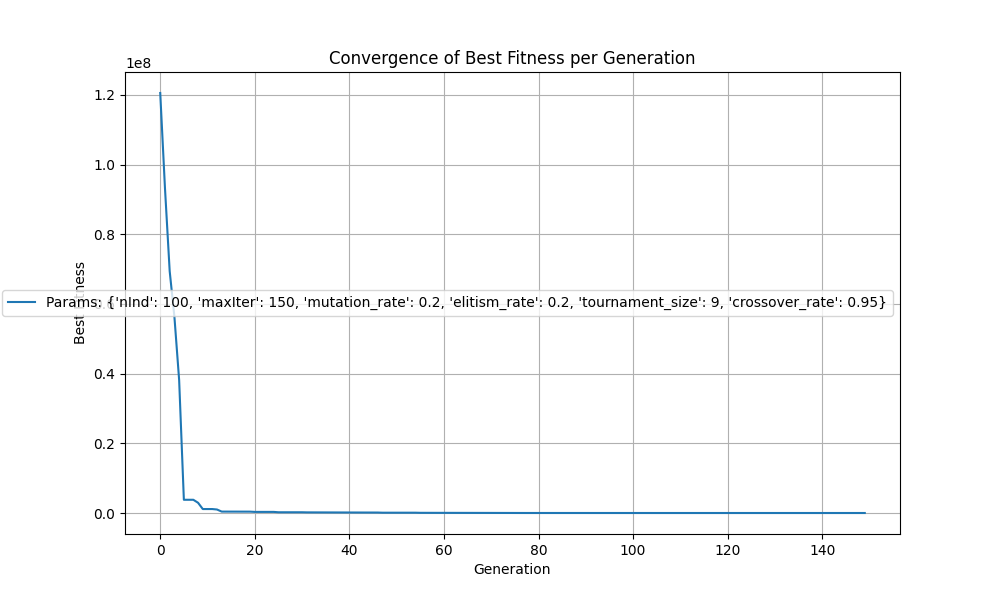 Convergence of Best Fitness per Generation
1e8
1.2
1.0
0.8
Params: {'nInd': 100, 'maxIter': 150, 'mutation_rate': 0.2, 'elitism_rate': 0.2, 'tournament_size': 9, 'crossover_rate': 0.95}
Best Fitness
0.4
0.2
0.0
0 20 40 60 80 100 120 140
Generation